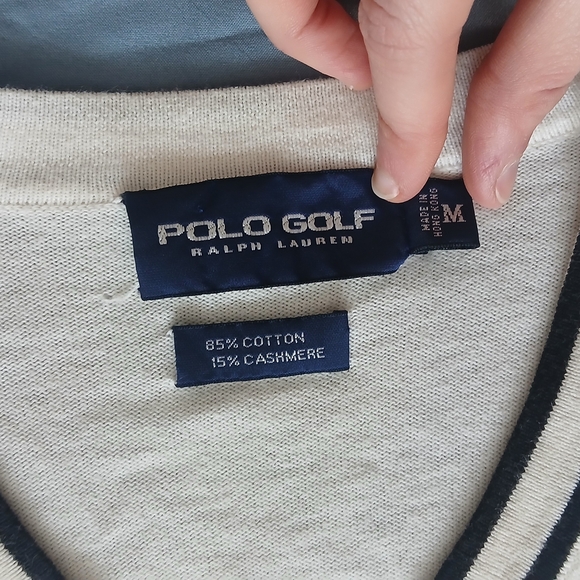 POLO GOLF
RALPH LAUREN
MADE IN
HONG KONG
M
85% COTTON
15% CASHMERE